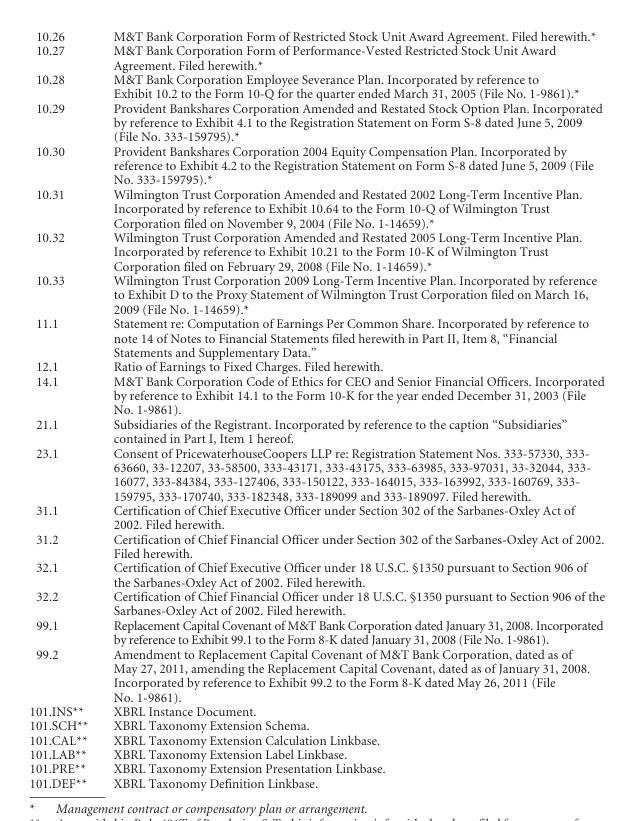 10.26 M&T Bank Corporation Form of Restricted Stock Unit Award Agreement. Filed herewith.*
10.27 M&T Bank Corporation Form of Performance-Vested Restricted Stock Unit Award
Agreement. Filed herewith.*
10.28 M&T Bank Corporation Employee Severance Plan. Incorporated by reference to
Exhibit 10.2 to the Form 10-Q for the quarter ended March 31, 2005 (File No. 1-9861).*
10.29 Provident Bankshares Corporation Amended and Restated Stock Option Plan. Incorporated
by reference to Exhibit 4.1 to the Registration Statement on Form S-8 dated June 5, 2009
(File No. 333-159795).*
10.30 Provident Bankshares Corporation 2004 Equity Compensation Plan. Incorporated by
reference to Exhibit 4.2 to the Registration Statement on Form S-8 dated June 5, 2009 (File
No. 333-159795).*
10.31 Wilmington Trust Corporation Amended and Restated 2002 Long-Term Incentive Plan.
Incorporated by reference to Exhibit 10.64 to the Form 10-Q of Wilmington Trust
Corporation filed on November 9, 2004 (File No. 1-14659).*
10.32 Wilmington Trust Corporation Amended and Restated 2005 Long-Term Incentive Plan.
Incorporated by reference to Exhibit 10.21 to the Form 10-K of Wilmington Trust
Corporation filed on February 29, 2008 (File No. 1-14659).*
10.33 Wilmington Trust Corporation 2009 Long-Term Incentive Plan. Incorporated by reference
to Exhibit D to the Proxy Statement of Wilmington Trust Corporation filed on March 16,
2009 (File No. 1-14659).*
11.1 Statement re: Computation of Earnings Per Common Share. Incorporated by reference to
note 14 of Notes to Financial Statements filed herewith in Part II, Item 8, “Financial
Statements and Supplementary Data.”
12.1 Ratio of Earnings to Fixed Charges. Filed herewith.
14.1 M&T Bank Corporation Code of Ethics for CEO and Senior Financial Officers. Incorporated
by reference to Exhibit 14.1 to the Form 10-K for the year ended December 31, 2003 (File
No. 1-9861).
21.1 Subsidiaries of the Registrant. Incorporated by reference to the caption “Subsidiaries”
contained in Part I, Item 1 hereof.
23.1 Consent of PricewaterhouseCoopers LLP re: Registration Statement Nos. 333-57330, 333-
63660, 33-12207, 33-58500, 333-43171, 333-43175, 333-63985, 333-97031, 33-32044, 333-
16077, 333-84384, 333-127406, 333-150122, 333-164015, 333-163992, 333-160769, 333-
159795, 333-170740, 333-182348, 333-189099 and 333-189097. Filed herewith.
31.1 Certification of Chief Executive Officer under Section 302 of the Sarbanes-Oxley Act of
2002. Filed herewith.
31.2 Certification of Chief Financial Officer under Section 302 of the Sarbanes-Oxley Act of 2002.
Filed herewith.
32.1 Certification of Chief Executive Officer under 18 U.S.C. §1350 pursuant to Section 906 of
the Sarbanes-Oxley Act of 2002. Filed herewith.
32.2 Certification of Chief Financial Officer under 18 U.S.C. §1350 pursuant to Section 906 of the
Sarbanes-Oxley Act of 2002. Filed herewith.
99.1 Replacement Capital Covenant of M&T Bank Corporation dated January 31, 2008. Incorporated
by reference to Exhibit 99.1 to the Form 8-K dated January 31, 2008 (File No. 1-9861).
99.2 Amendment to Replacement Capital Covenant of M&T Bank Corporation, dated as of
May 27, 2011, amending the Replacement Capital Covenant, dated as of January 31, 2008.
Incorporated by reference to Exhibit 99.2 to the Form 8-K dated May 26, 2011 (File
No. 1-9861).
101.INS** XBRL Instance Document.
101.SCH** XBRL Taxonomy Extension Schema.
101.CAL** XBRL Taxonomy Extension Calculation Linkbase.
101.LAB** XBRL Taxonomy Extension Label Linkbase.
101.PRE** XBRL Taxonomy Extension Presentation Linkbase.
101.DEF** XBRL Taxonomy Definition Linkbase.
* Management contract or compensatory plan or arrangement.